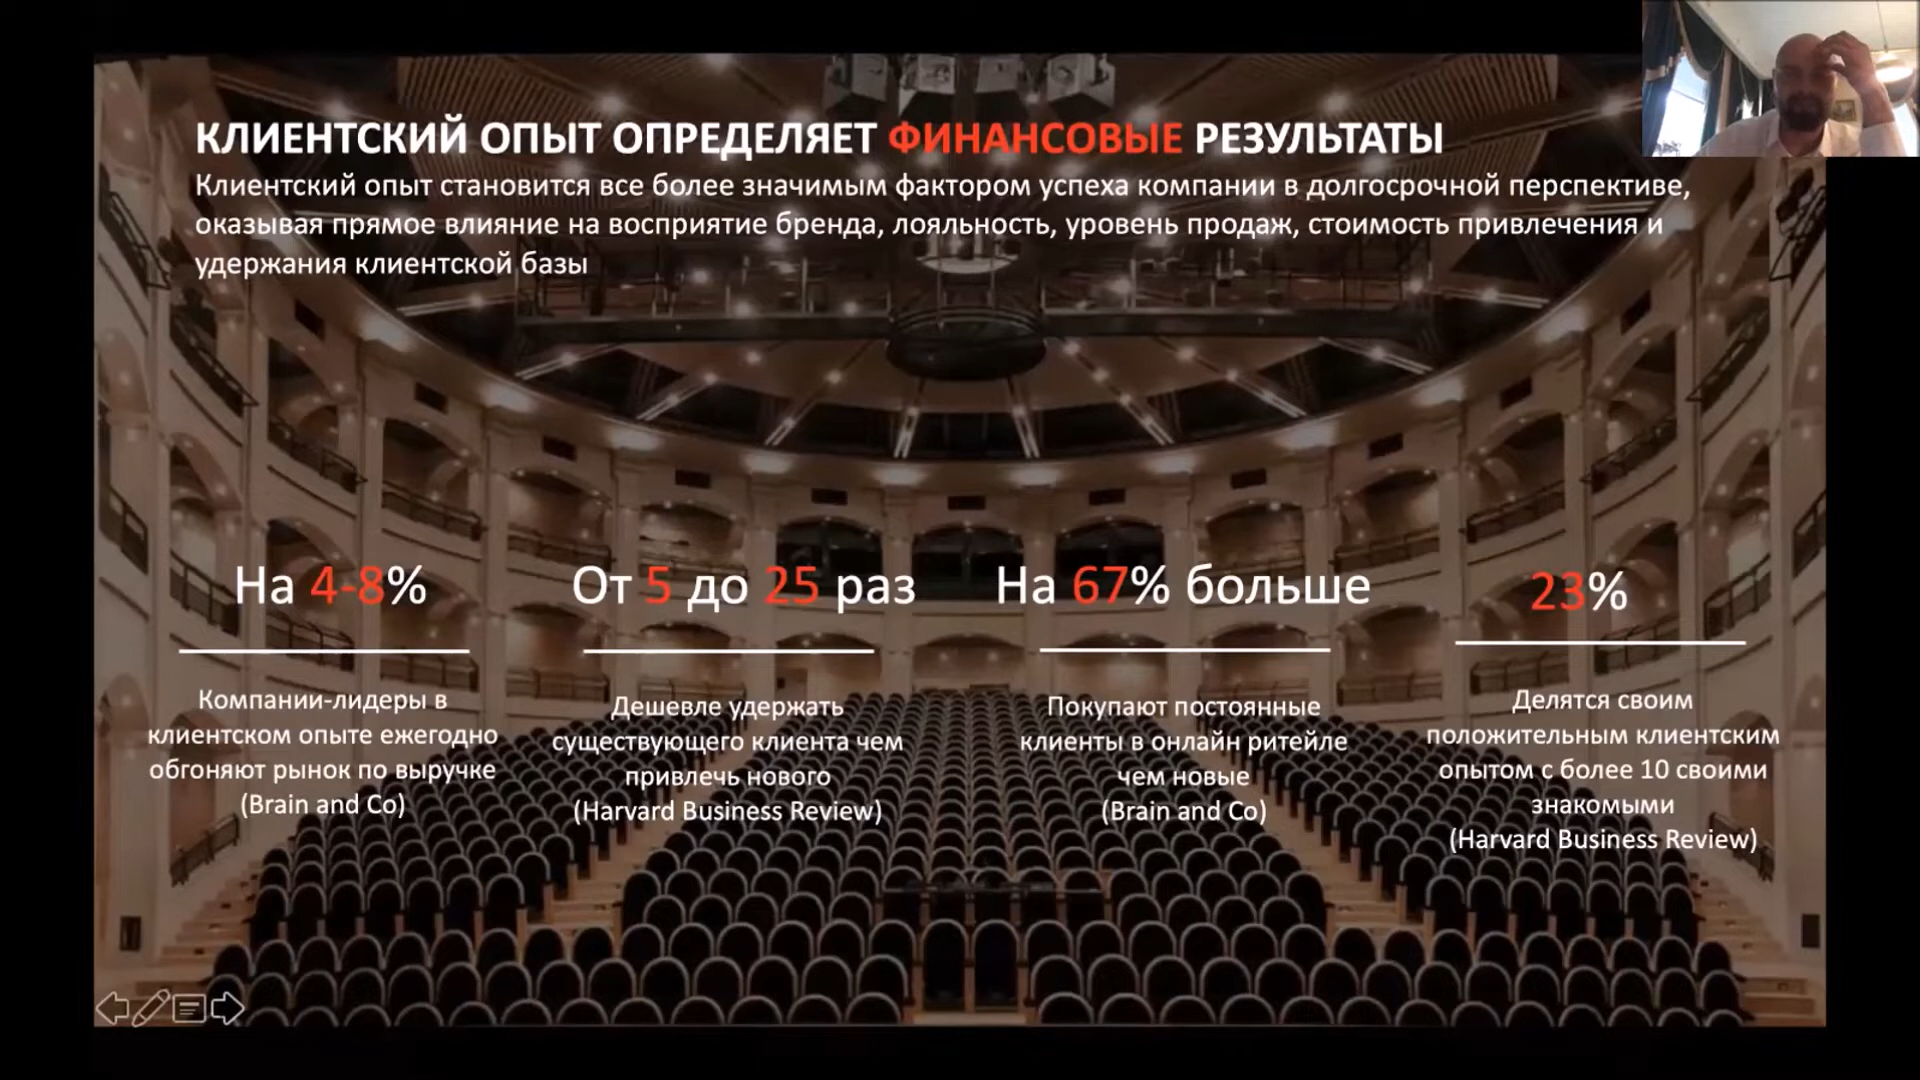 КЛИЕНТСКИЙ ОПЫТ ОПРЕДЕЛЯЕТ ФИНАНСОВЫЕ РЕЗУЛЬТАТЫ
Клиентский опыт становится все более значимым фактором успеха компании в долгосрочной перспективе,
оказывая прямое влияние на восприятие бренда, лояльность, уровень продаж, стоимость привлечения и
удержания клиентской базы
На 4-8%
Компании-лидеры в
клиентском опыте ежегодно
обгоняют рынок по выручке
(Brain and Co)
От 5 до 25 раз
Дешевле удержать
существующего клиента чем
привлечь нового
(Harvard Business Review)
На 67% больше
Покупают постоянные
клиенты в онлайн ритейле
чем новые
(Brain and Co)
23%
Делятся своим
положительным клиентским
опытом с более 10 своими
знакомыми
(Harvard Business Review)